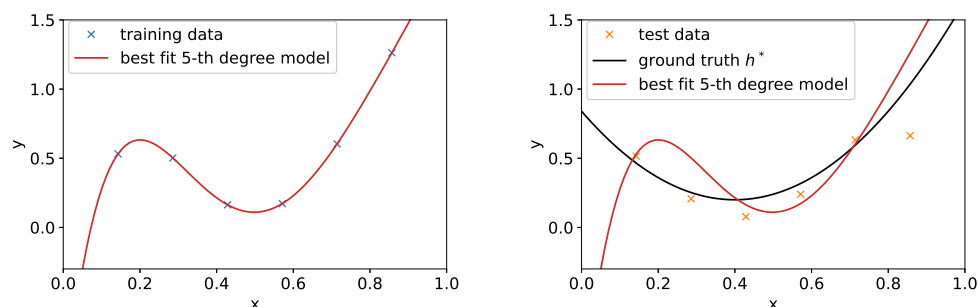 training data
best fit 5-th degree model
1.5
1.0
0.5
0.0
y
0.0 0.2 0.4 0.6 0.8 1.0
x
test data
ground truth h*
best fit 5-th degree model
1.5
1.0
0.5
0.0
y
0.0 0.2 0.4 0.6 0.8 1.0
x